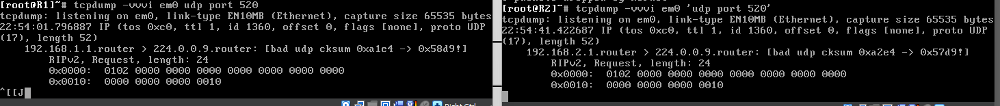 [root@R1]~# tcpdump -vvvi em0 udp port 520
tcpdump: listening on em0, link-type EN10MB (Ethernet), capture size 65535 bytes
22:54:01.796887 IP (tos 0xc0, ttl 1, id 1360, offset 0, flags [none], proto UDP
(17), length 52)
192.168.1.1.router > 224.0.0.9.router: [bad udp cksum 0xa1e4 -> 0x58d9!]
RIPv2, Request, length: 24
0x0000: 0102 0000 0000 0000 0000 0000 0000 0000
0x0010: 0000 0000 0000 0010
^[[J
[root@R2]~# tcpdump -vvvi em0 'udp port 520'
tcpdump: listening on em0, link-type EN10MB (Ethernet), capture size 65535 bytes
22:54:41.422687 IP (tos 0xc0, ttl 1, id 1360, offset 0, flags [none], proto UDP
(17), length 52)
192.168.2.1.router > 224.0.0.9.router: [bad udp cksum 0xa2e4 -> 0x57d9!]
RIPv2, Request, length: 24
0x0000: 0102 0000 0000 0000 0000 0000 0000 0000
0x0010: 0000 0000 0000 0010
Right Ctrl